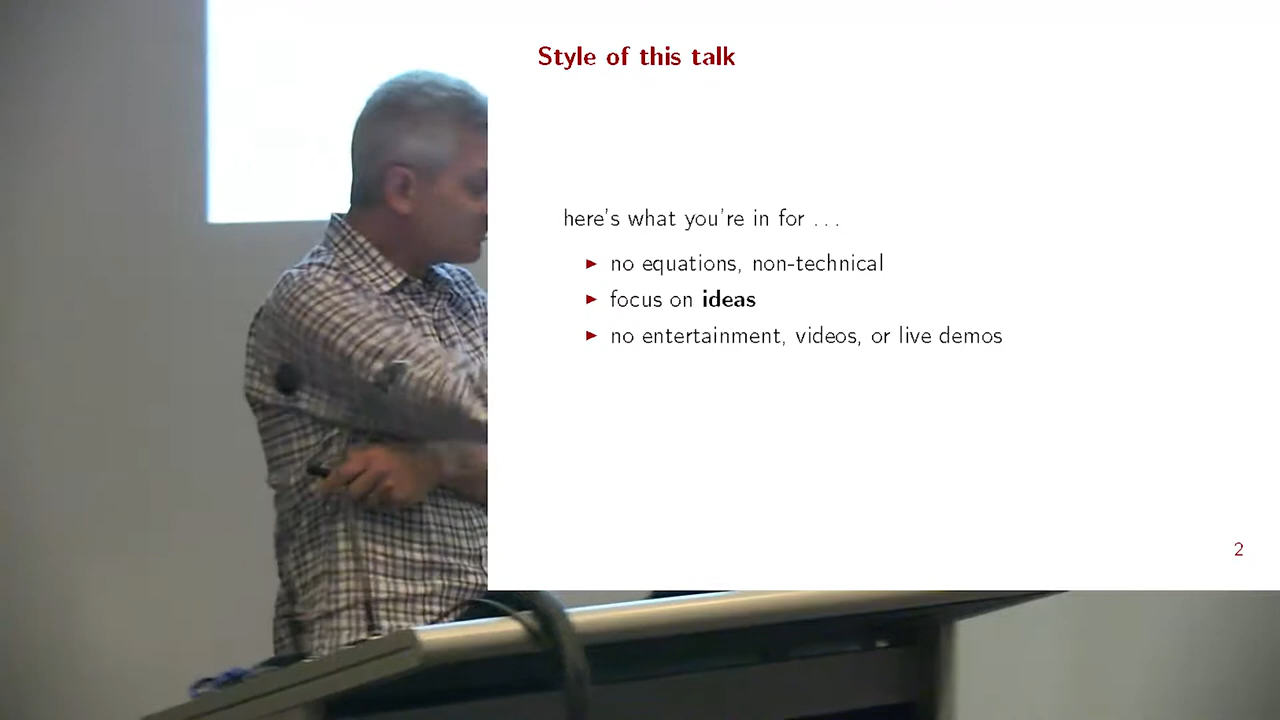 Style of this talk
here's what you're in for ...
► no equations, non-technical
► focus on ideas
► no entertainment, videos, or live demos
2